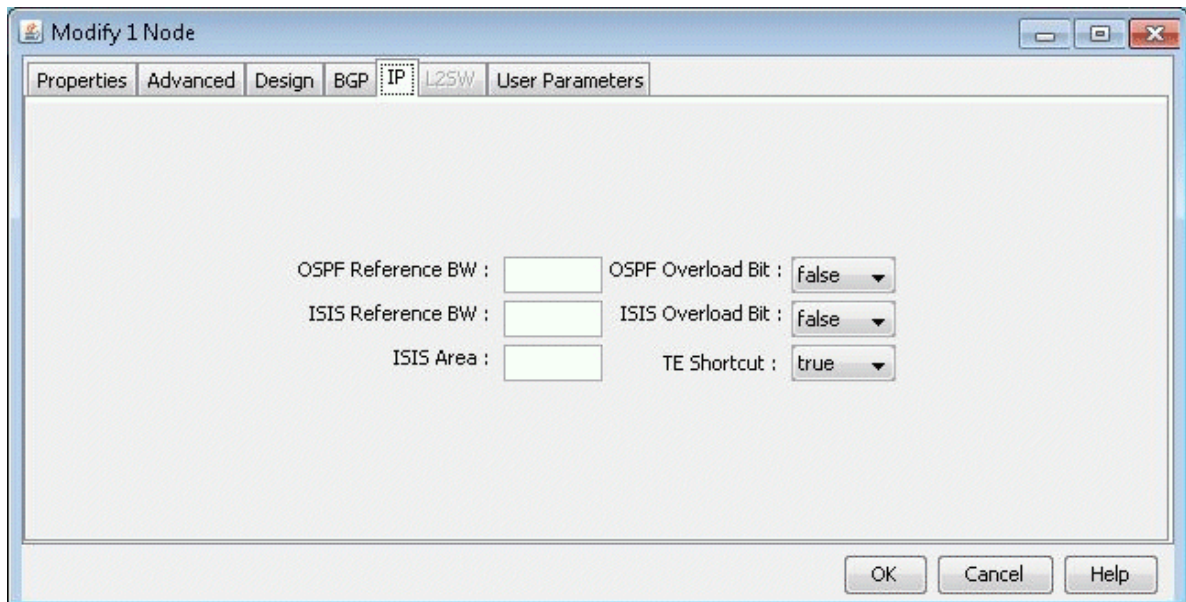 Modify 1 Node
Properties Advanced Design BGP IP L2SW User Parameters
OSPF Reference BW : OSPF Overload Bit : false
ISIS Reference BW : ISIS Overload Bit : false
ISIS Area : TE Shortcut : true
OK Cancel Help